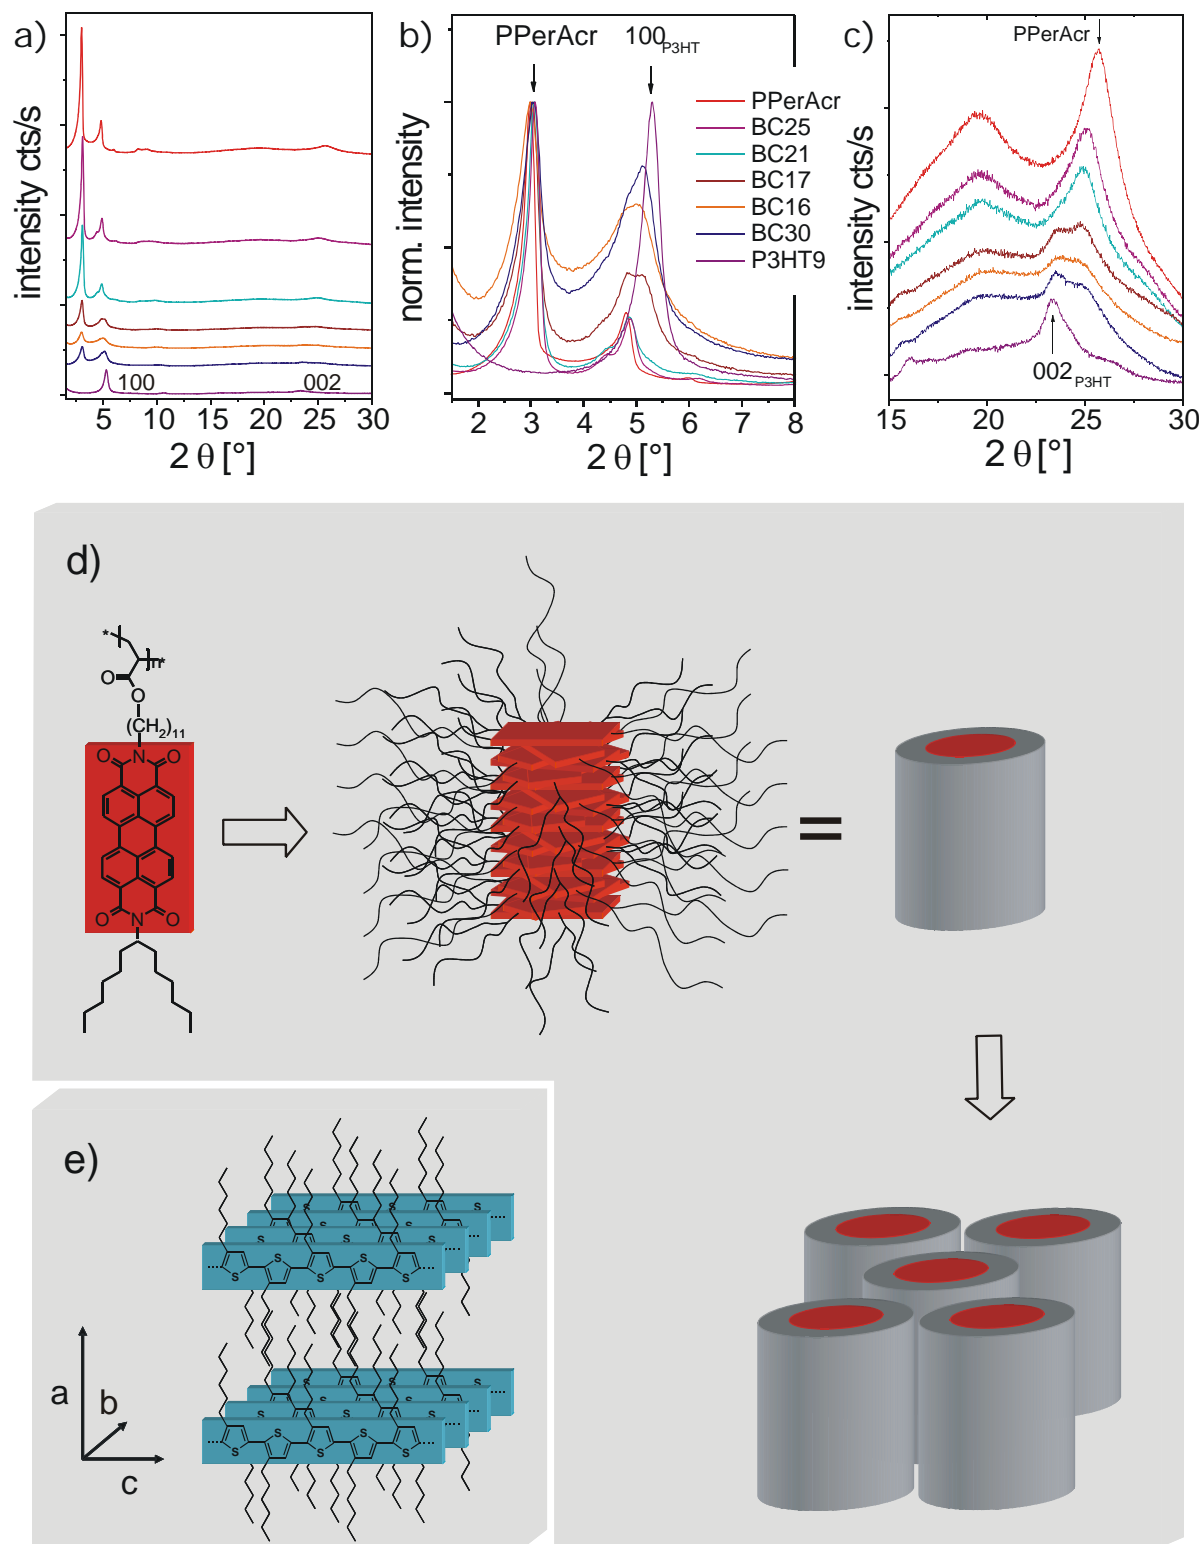 a)
intensity cts/s
100
002
5 10 15 20 25 30
2 θ [°]
b)
norm. intensity
PPerAcr
100P3HT
PPerAcr
BC25
BC21
BC17
BC16
BC30
P3HT9
2 3 4 5 6 7 8
2 θ [°]
c)
intensity cts/s
PPerAcr
002P3HT
15 20 25 30
2 θ [°]
d)
* n*
O
O
(CH2)11
O N O
O N O
=
e)
S S
S S
S S S
S S S S S
S S
S S
S S S
S S S S S
a
b
c